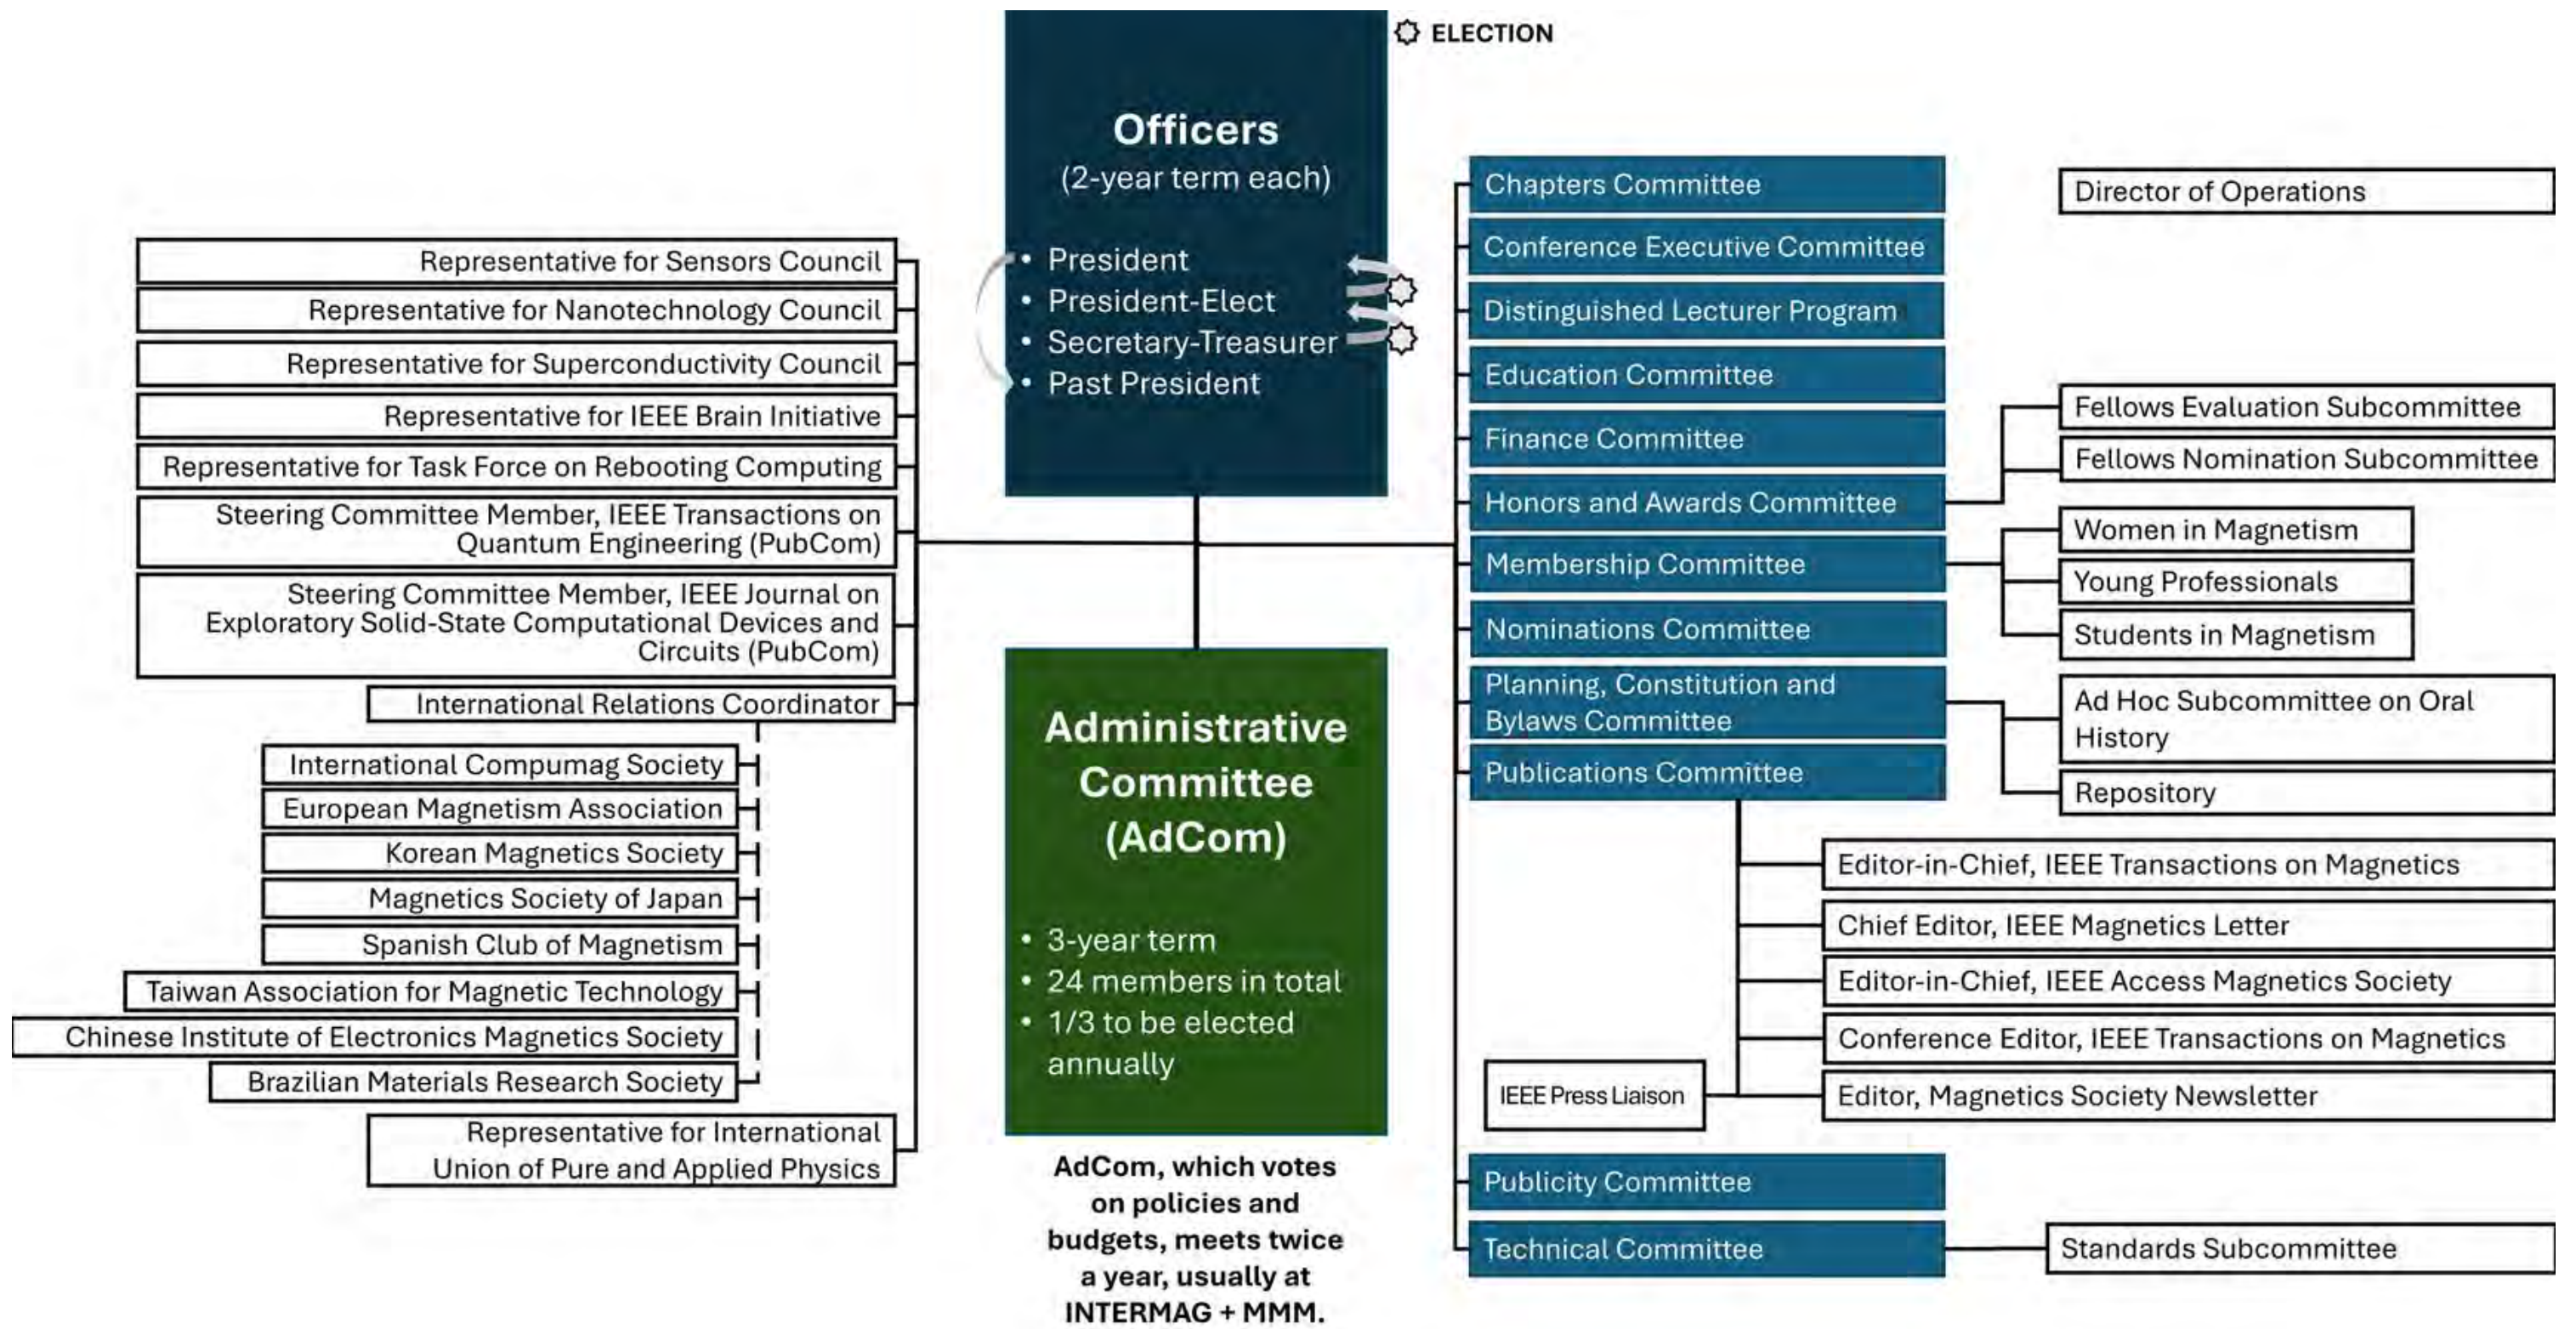 ELECTION
Officers
(2-year term each)
• President
• President-Elect
• Secretary-Treasurer
• Past President
Representative for Sensors Council
Representative for Nanotechnology Council
Representative for Superconductivity Council
Representative for IEEE Brain Initiative
Representative for Task Force on Rebooting Computing
Steering Committee Member, IEEE Transactions on
Quantum Engineering (PubCom)
Steering Committee Member, IEEE Journal on
Exploratory Solid-State Computational Devices and
Circuits (PubCom)
International Relations Coordinator
International Compumag Society
European Magnetism Association
Korean Magnetics Society
Magnetics Society of Japan
Spanish Club of Magnetism
Taiwan Association for Magnetic Technology
Chinese Institute of Electronics Magnetics Society
Brazilian Materials Research Society
Representative for International
Union of Pure and Applied Physics
Administrative
Committee
(AdCom)
• 3-year term
• 24 members in total
• 1/3 to be elected
annually
AdCom, which votes
on policies and
budgets, meets twice
a year, usually at
INTERMAG + MMM.
Chapters Committee
Conference Executive Committee
Distinguished Lecturer Program
Education Committee
Finance Committee
Honors and Awards Committee
Membership Committee
Nominations Committee
Planning, Constitution and
Bylaws Committee
Publications Committee
Director of Operations
Fellows Evaluation Subcommittee
Fellows Nomination Subcommittee
Women in Magnetism
Young Professionals
Students in Magnetism
Ad Hoc Subcommittee on Oral
History
Repository
Editor-in-Chief, IEEE Transactions on Magnetics
Chief Editor, IEEE Magnetics Letter
Editor-in-Chief, IEEE Access Magnetics Society
Conference Editor, IEEE Transactions on Magnetics
IEEE Press Liaison
Editor, Magnetics Society Newsletter
Publicity Committee
Technical Committee
Standards Subcommittee